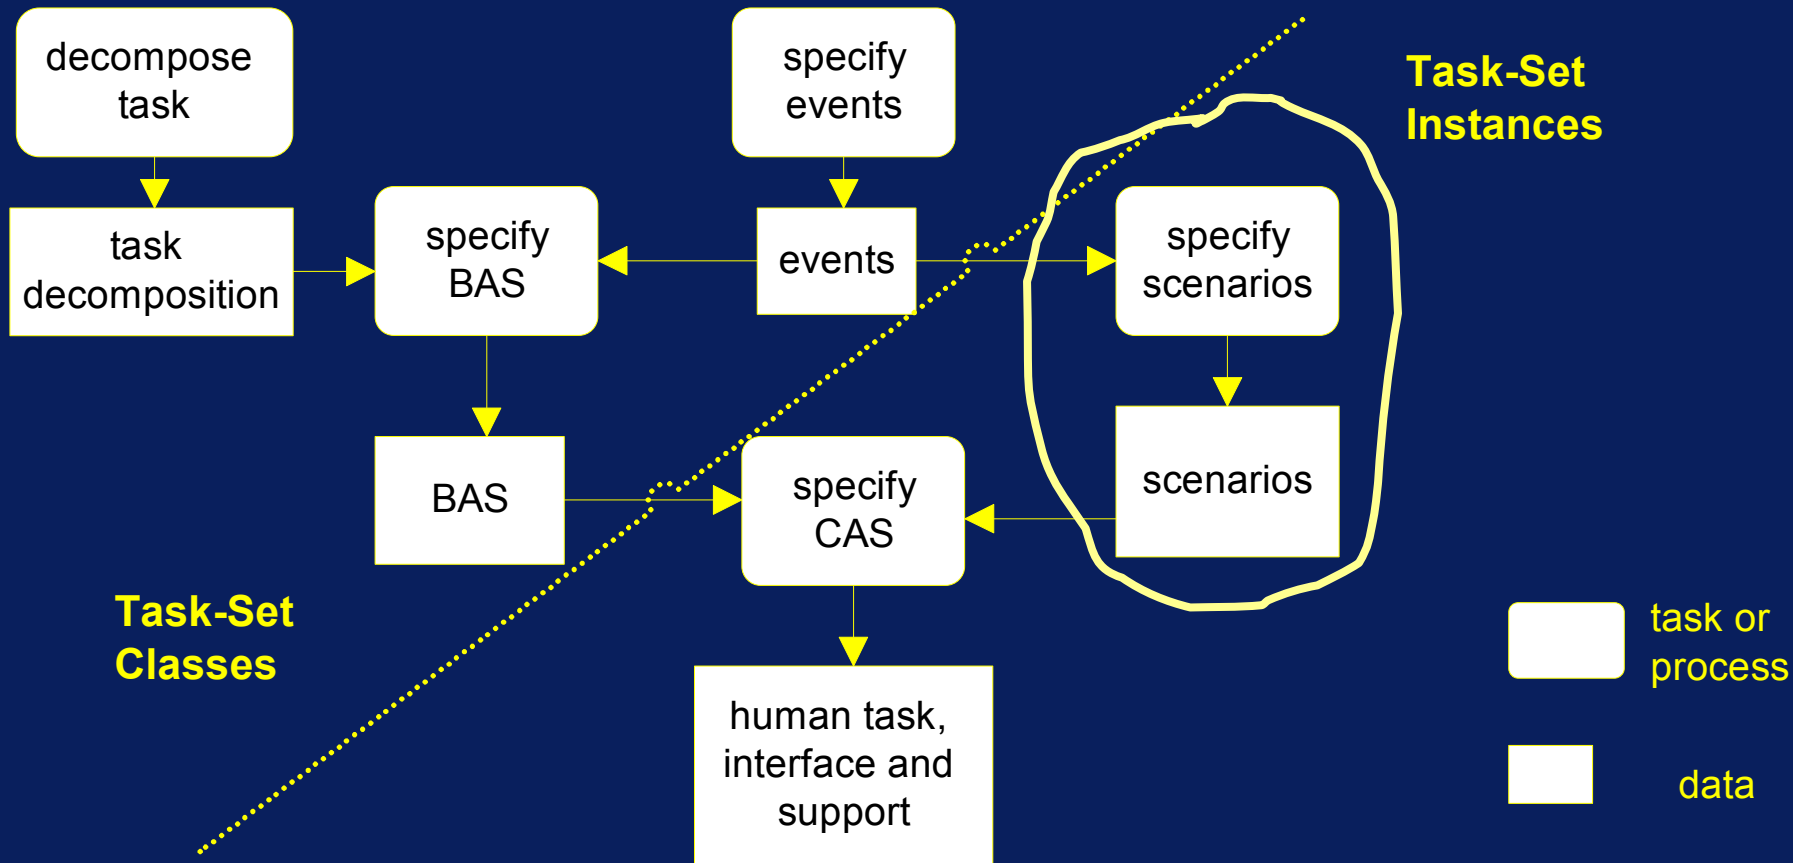 decompose
task
specify
events
Task-Set
Instances
task
decomposition
specify
BAS
events
specify
scenarios
BAS
specify
CAS
scenarios
Task-Set
Classes
human task,
interface and
support
task or
process
data